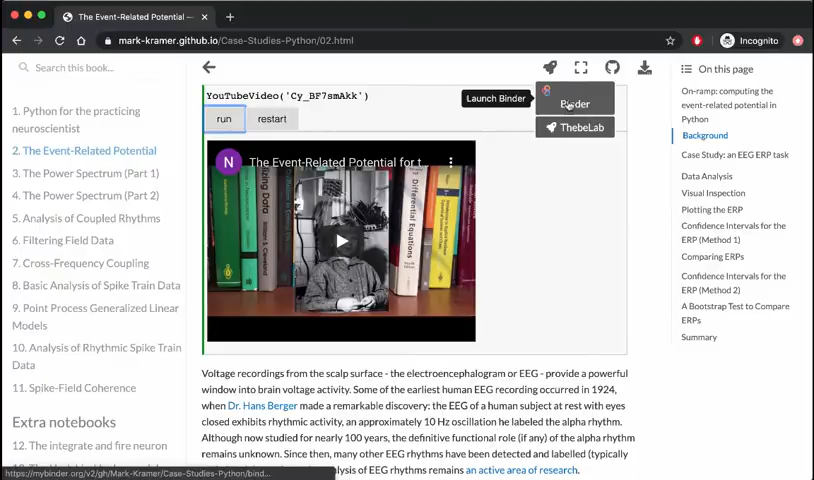 The Event-Related Potential —
mark-kramer.github.io/Case-Studies-Python/02.html
Incognito
Search this book...
1. Python for the practicing
neuroscientist
2. The Event-Related Potential
3. The Power Spectrum (Part 1)
4. The Power Spectrum (Part 2)
5. Analysis of Coupled Rhythms
6. Filtering Field Data
7. Cross-Frequency Coupling
8. Basic Analysis of Spike Train Data
9. Point Process Generalized Linear
Models
10. Analysis of Rhythmic Spike Train
Data
11. Spike-Field Coherence
Extra notebooks
12. The integrate and fire neuron
https://mybinder.org/v2/gh/Mark-Kramer/Case-Studies-Python/bind...
YouTubeVideo('Cy_BF7smAkk')
run
restart
Launch Binder
Binder
ThebeLab
N
The Event-Related Potential for t...
Differential Equations
Voltage recordings from the scalp surface - the electroencephalogram or EEG - provide a powerful
window into brain voltage activity. Some of the earliest human EEG recording occurred in 1924,
when Dr. Hans Berger made a remarkable discovery: the EEG of a human subject at rest with eyes
closed exhibits rhythmic activity, an approximately 10 Hz oscillation he labeled the alpha rhythm.
Although now studied for nearly 100 years, the definitive functional role (if any) of the alpha rhythm
remains unknown. Since then, many other EEG rhythms have been detected and labelled (typically
alysis of EEG rhythms remains an active area of research.
On this page
On-ramp: computing the
event-related potential in
Python
Background
Case Study: an EEG ERP task
Data Analysis
Visual Inspection
Plotting the ERP
Confidence Intervals for the
ERP (Method 1)
Comparing ERPs
Confidence Intervals for the
ERP (Method 2)
A Bootstrap Test to Compare
ERPs
Summary